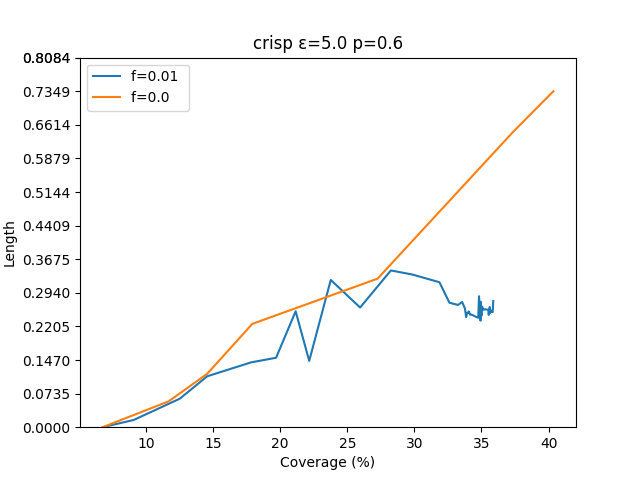 crisp ε=5.0 p=0.6
f=0.01
f=0.0
0.8084
0.7349
0.6614
0.5879
0.5144
0.4409
0.3675
0.2940
0.2205
0.1470
0.0735
0.0000
Length
10 15 20 25 30 35 40
Coverage (%)